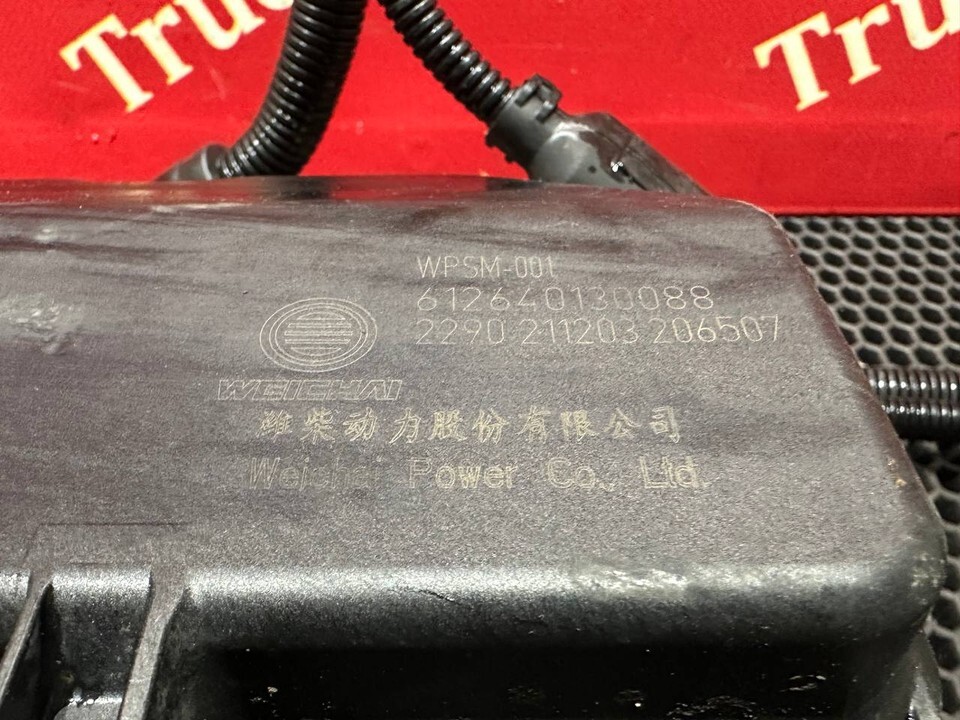 Truc
Tru
WPSM-001
612640130088
2290 211203 206507
WEICHAI
潍柴动力股份有限公司
Weichai Power Co., Ltd.